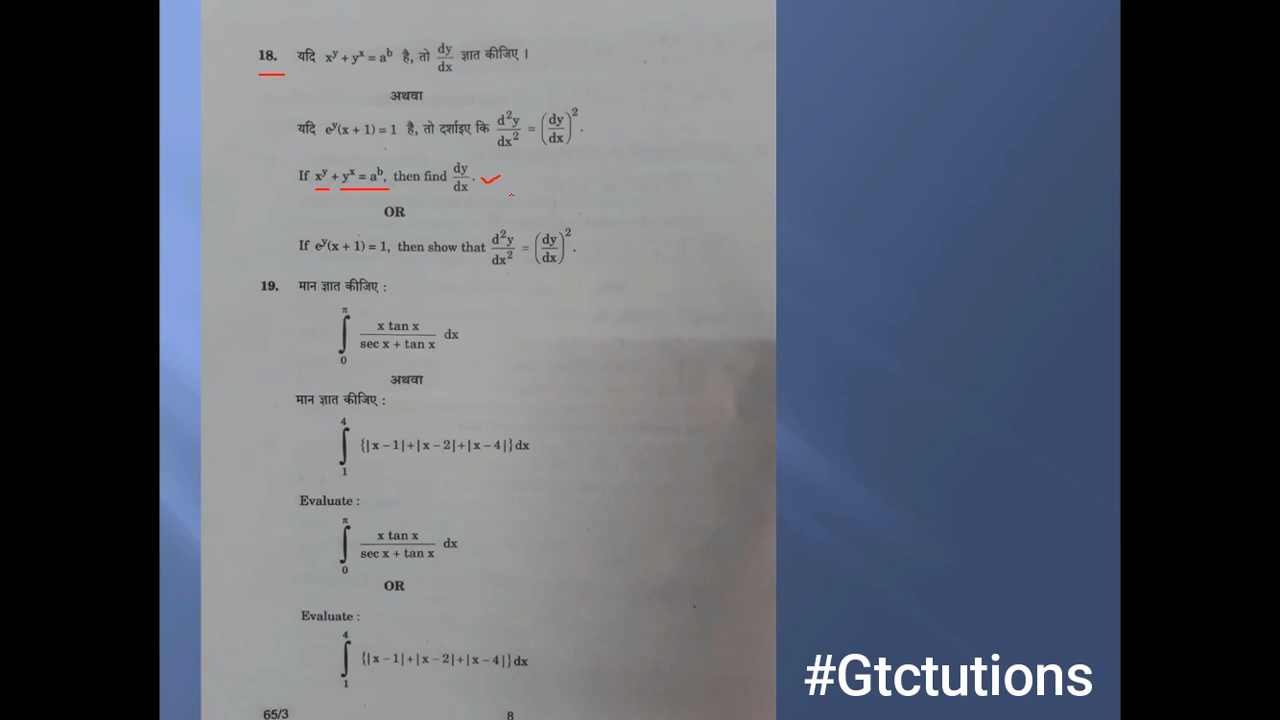 18. यदि x^y + y^x = a^b है, तो dy/dx ज्ञात कीजिए ।
अथवा
यदि e^y(x + 1) = 1 है, तो दर्शाइए कि d²y/dx² = (dy/dx)².
If x^y + y^x = a^b, then find dy/dx.
OR
If e^y(x + 1) = 1, then show that d²y/dx² = (dy/dx)².
19. मान ज्ञात कीजिए :
∫₀^π (x tan x)/(sec x + tan x) dx
अथवा
मान ज्ञात कीजिए :
∫₁⁴ {|x – 1|+|x – 2|+|x – 4|}dx
Evaluate :
∫₀^π (x tan x)/(sec x + tan x) dx
OR
Evaluate :
∫₁⁴ {|x – 1|+|x – 2|+|x – 4|}dx
65/3 8
#Gtctutions